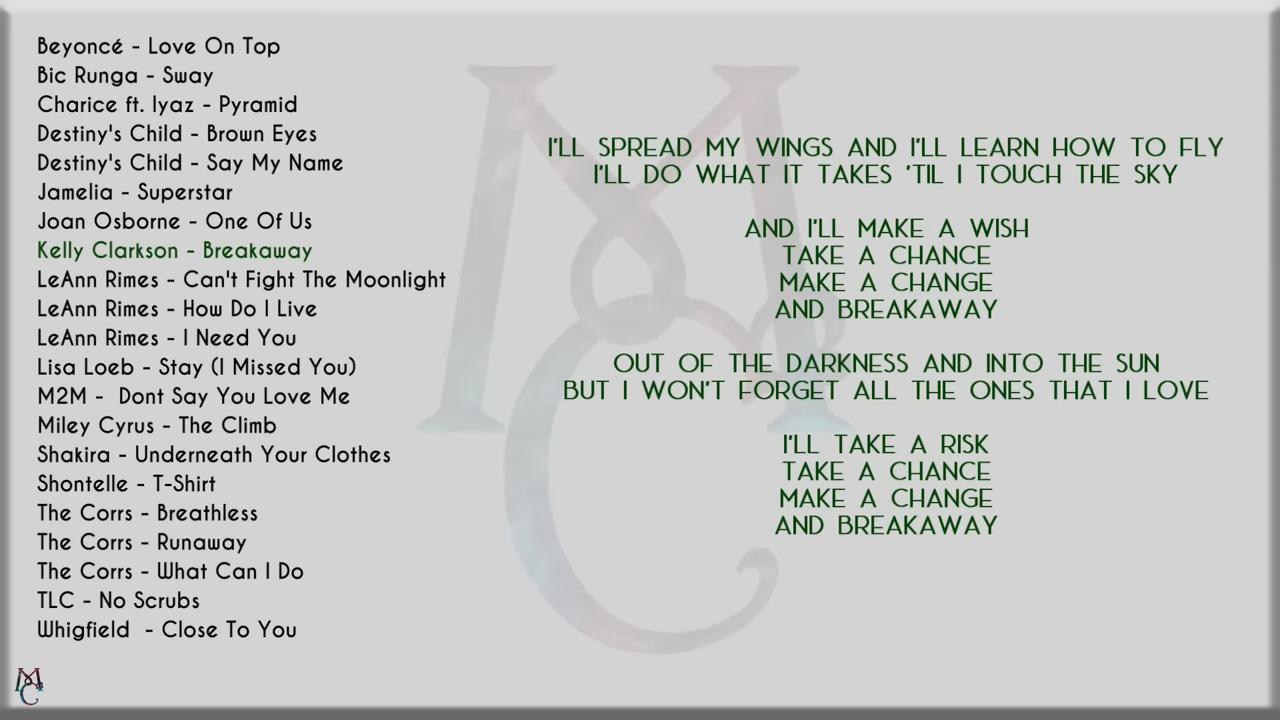 Beyoncé - Love On Top
Bic Runga - Sway
Charice ft. Iyaz - Pyramid
Destiny's Child - Brown Eyes
Destiny's Child - Say My Name
Jamelia - Superstar
Joan Osborne - One Of Us
Kelly Clarkson - Breakaway
LeAnn Rimes - Can't Fight The Moonlight
LeAnn Rimes - How Do I Live
LeAnn Rimes - I Need You
Lisa Loeb - Stay (I Missed You)
M2M -  Dont Say You Love Me
Miley Cyrus - The Climb
Shakira - Underneath Your Clothes
Shontelle - T-Shirt
The Corrs - Breathless
The Corrs - Runaway
The Corrs - What Can I Do
TLC - No Scrubs
Whigfield  - Close To You
I'LL SPREAD MY WINGS AND I'LL LEARN HOW TO FLY
I'LL DO WHAT IT TAKES 'TIL I TOUCH THE SKY
AND I'LL MAKE A WISH
TAKE A CHANCE
MAKE A CHANGE
AND BREAKAWAY
OUT OF THE DARKNESS AND INTO THE SUN
BUT I WON'T FORGET ALL THE ONES THAT I LOVE
I'LL TAKE A RISK
TAKE A CHANCE
MAKE A CHANGE
AND BREAKAWAY
MC
MC